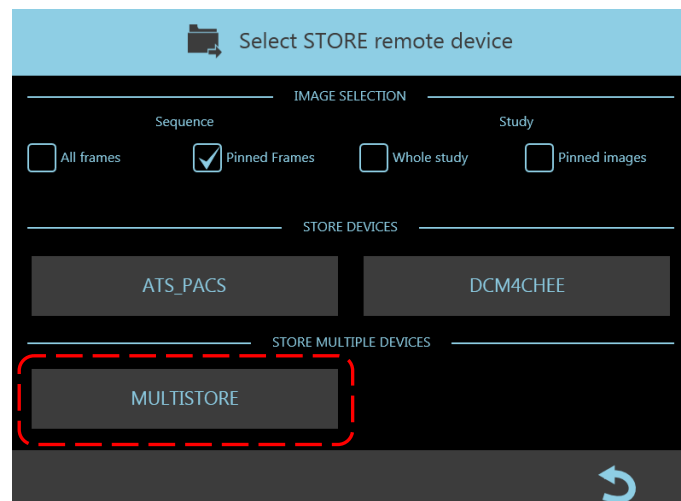 Select STORE remote device
IMAGE SELECTION
Sequence Study
All frames Pinned Frames Whole study Pinned images
STORE DEVICES
ATS_PACS DCM4CHEE
STORE MULTIPLE DEVICES
MULTISTORE